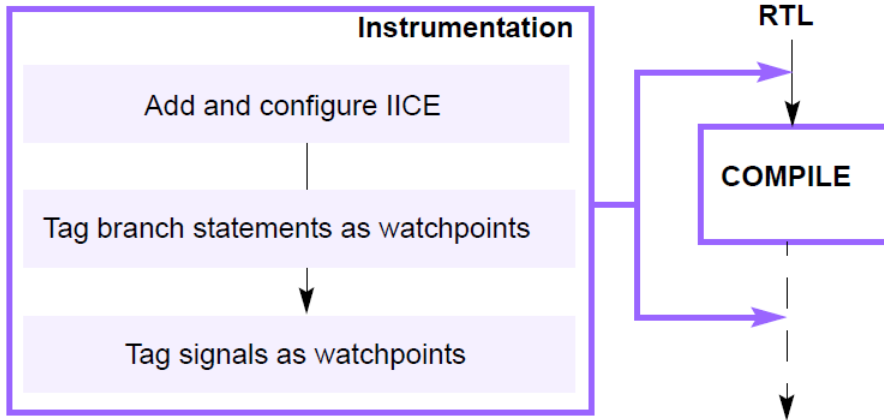 Instrumentation
Add and configure IICE
Tag branch statements as watchpoints
Tag signals as watchpoints
RTL
COMPILE